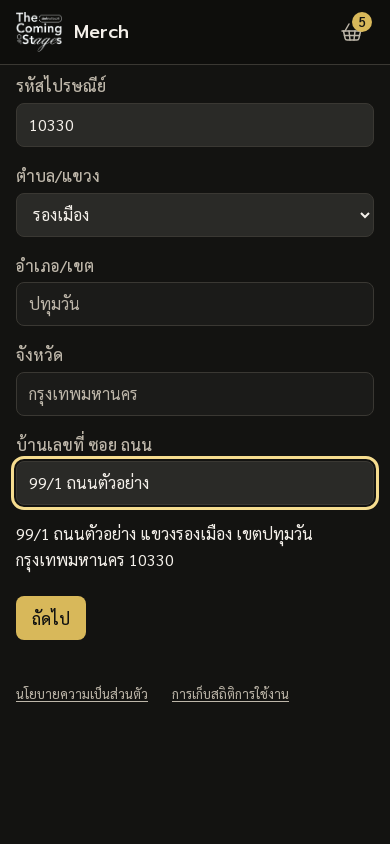 The Coming Stages
Merch
5
รหัสไปรษณีย์
10330
ตำบล/แขวง
รองเมือง
อำเภอ/เขต
ปทุมวัน
จังหวัด
กรุงเทพมหานคร
บ้านเลขที่ ซอย ถนน
99/1 ถนนตัวอย่าง
99/1 ถนนตัวอย่าง แขวงรองเมือง เขตปทุมวัน
กรุงเทพมหานคร 10330
ถัดไป
นโยบายความเป็นส่วนตัว การเก็บสถิติการใช้งาน